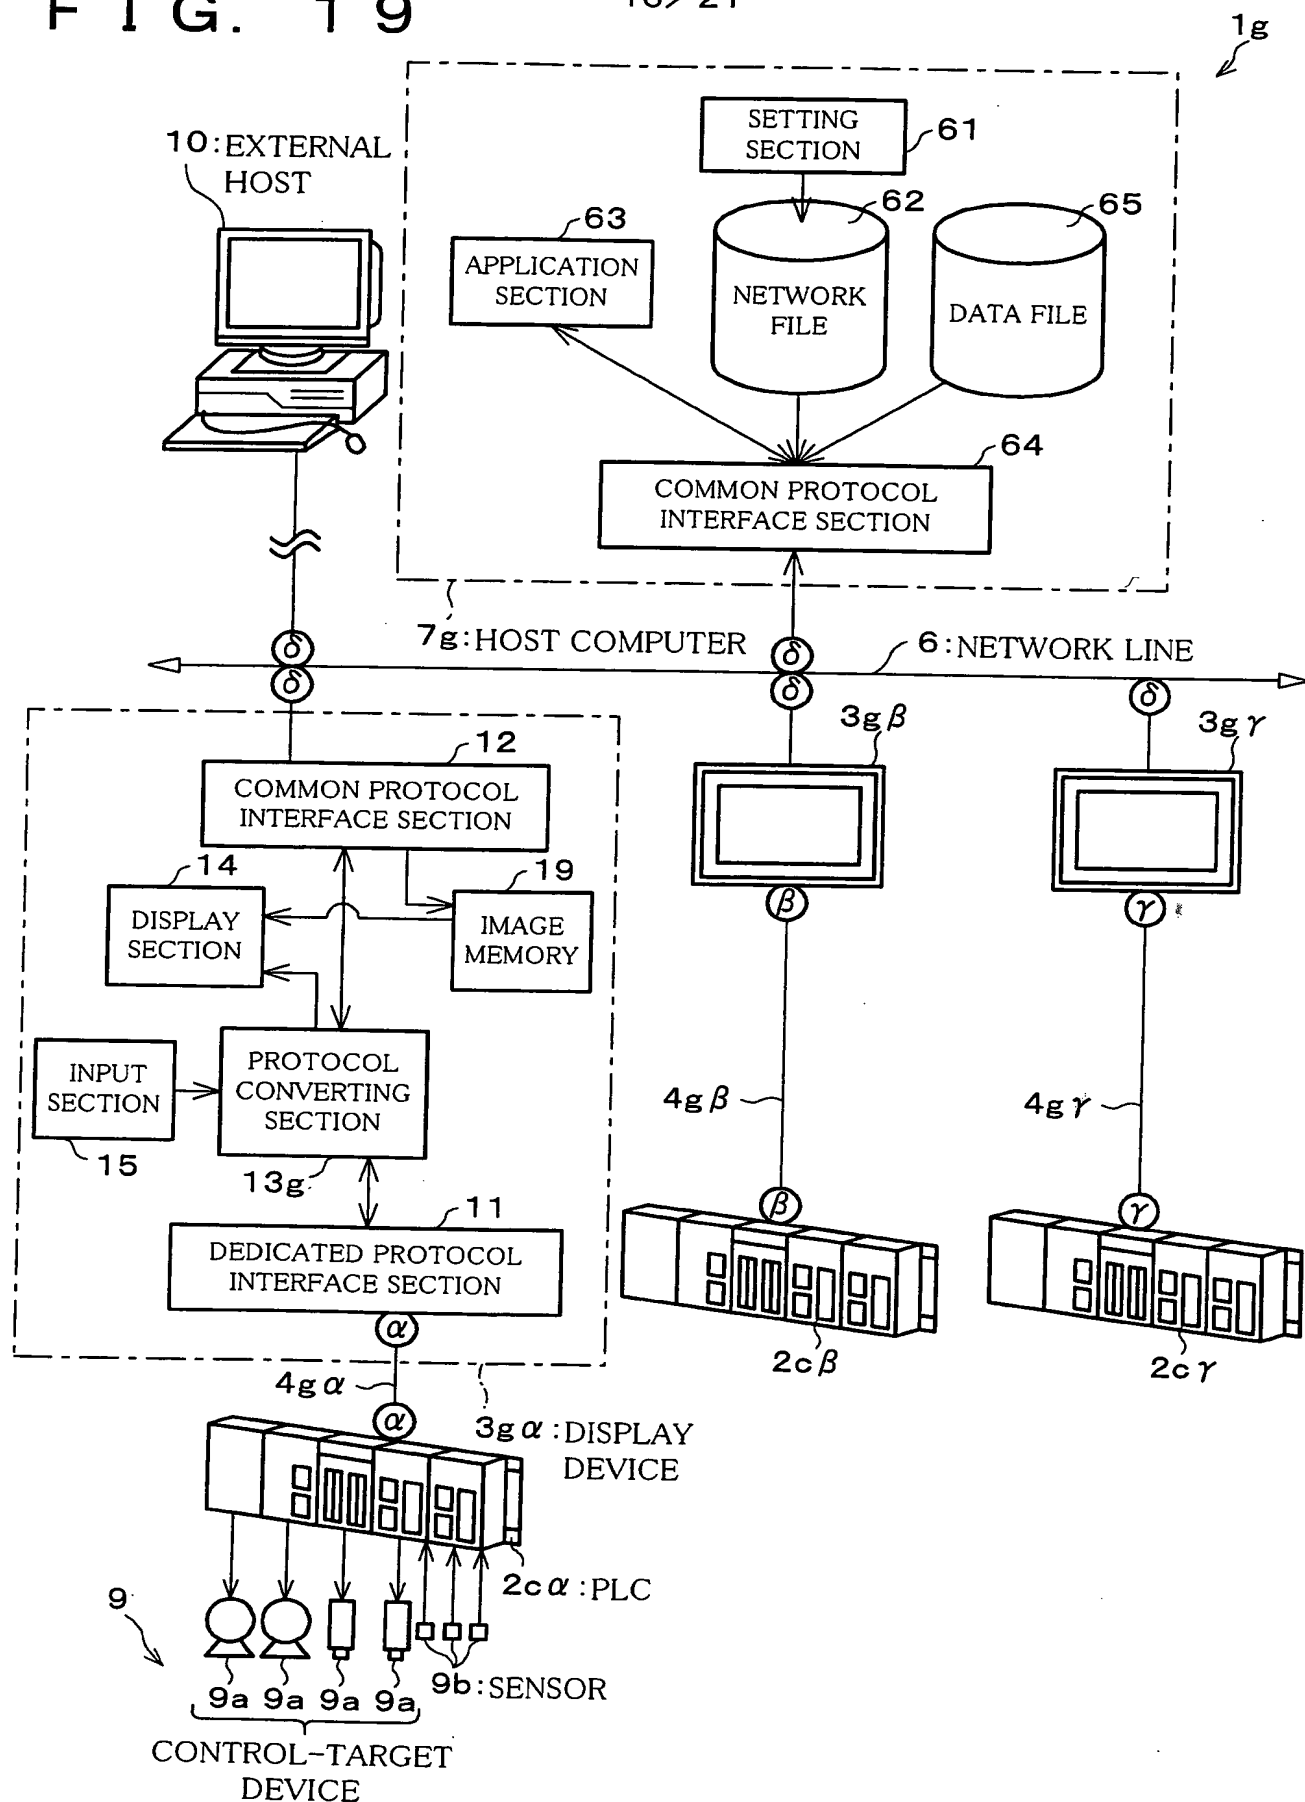 FIG. 19
1g
10:EXTERNAL
HOST
SETTING
SECTION
61
62
65
63
APPLICATION
SECTION
NETWORK
FILE
DATA FILE
64
COMMON PROTOCOL
INTERFACE SECTION
7g:HOST COMPUTER
6:NETWORK LINE
δ
δ
δ
δ
δ
3gβ
3gγ
12
COMMON PROTOCOL
INTERFACE SECTION
14
19
DISPLAY
SECTION
IMAGE
MEMORY
β
γ
INPUT
SECTION
PROTOCOL
CONVERTING
SECTION
4gβ
4gγ
15
13g
11
β
γ
DEDICATED PROTOCOL
INTERFACE SECTION
α
2cβ
2cγ
4gα
α
3gα:DISPLAY
DEVICE
2cα:PLC
9
9a 9a 9a 9a
9b:SENSOR
CONTROL-TARGET
DEVICE